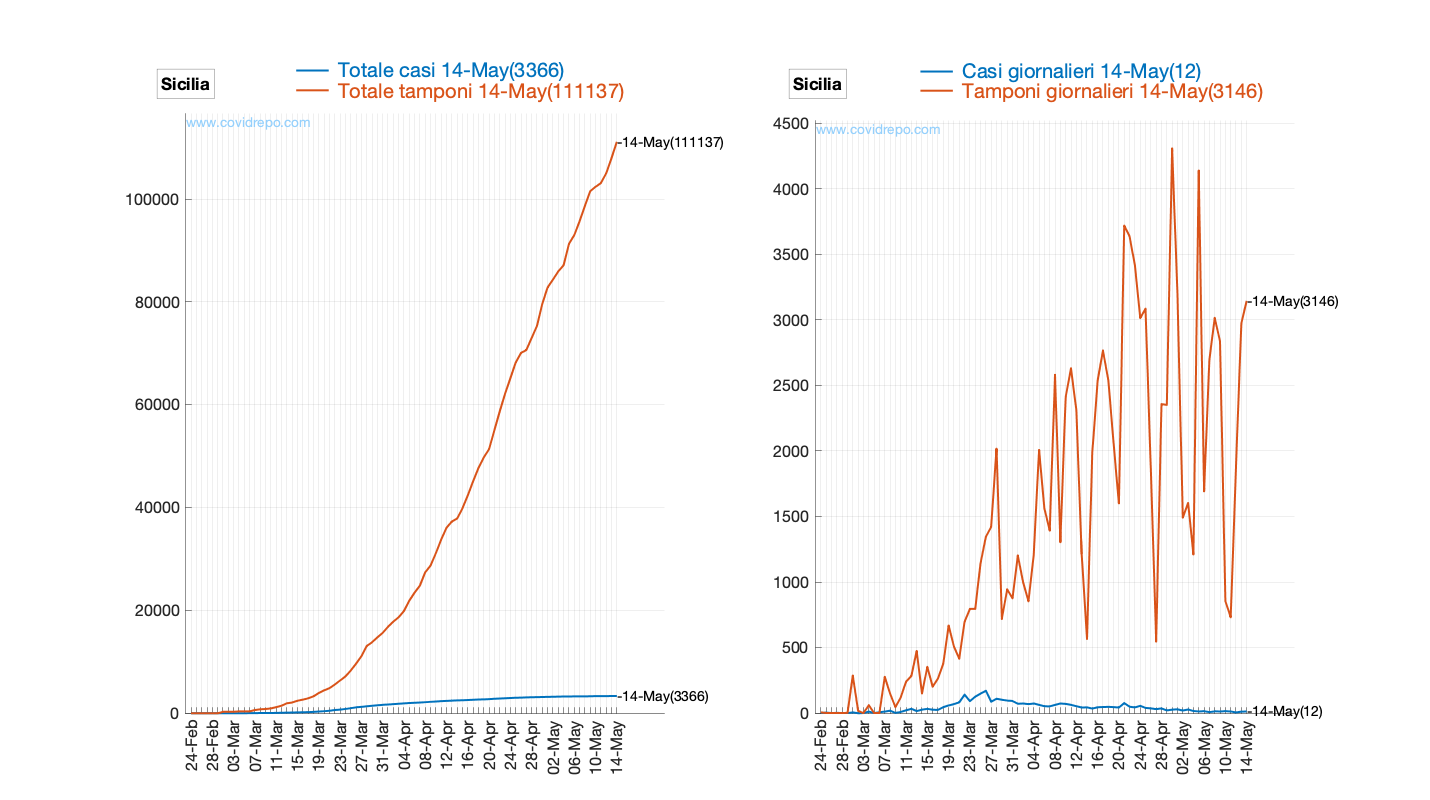 Sicilia
Totale casi 14-May(3366)
Totale tamponi 14-May(111137)
www.covidrepo.com
14-May(111137)
100000
80000
60000
40000
20000
0
14-May(3366)
24-Feb
28-Feb
03-Mar
07-Mar
11-Mar
15-Mar
19-Mar
23-Mar
27-Mar
31-Mar
04-Apr
08-Apr
12-Apr
16-Apr
20-Apr
24-Apr
28-Apr
02-May
06-May
10-May
14-May
Sicilia
Casi giornalieri 14-May(12)
Tamponi giornalieri 14-May(3146)
www.covidrepo.com
4500
4000
3500
3000
2500
2000
1500
1000
500
0
14-May(3146)
14-May(12)
24-Feb
28-Feb
03-Mar
07-Mar
11-Mar
15-Mar
19-Mar
23-Mar
27-Mar
31-Mar
04-Apr
08-Apr
12-Apr
16-Apr
20-Apr
24-Apr
28-Apr
02-May
06-May
10-May
14-May